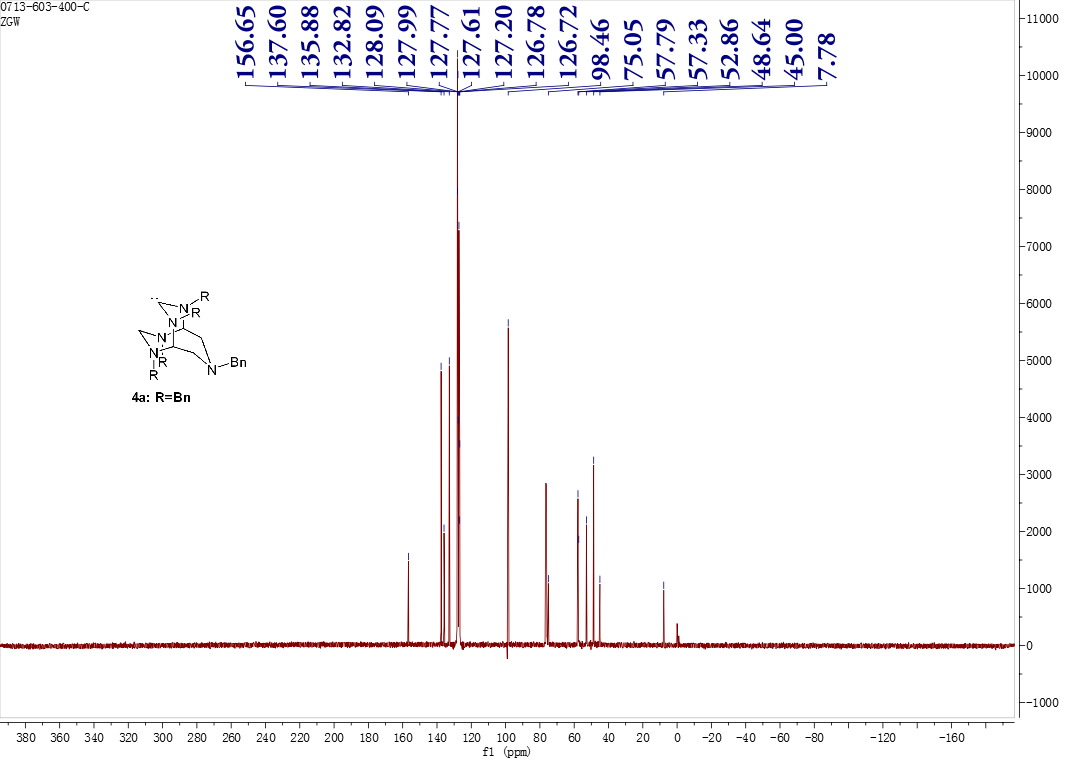 0713-603-400-C
ZGW
156.65
137.60
135.88
132.82
128.09
127.99
127.77
127.61
127.20
126.78
126.72
98.46
75.05
57.79
57.33
52.86
48.64
45.00
7.78
11000
10000
9000
8000
7000
6000
5000
4000
3000
2000
1000
0
-1000
R
N
R
N
N
N
R
R
N
Bn
4a: R=Bn
380 360 340 320 300 280 260 240 220 200 180 160 140 120 100 80 60 40 20 0 -20 -40 -60 -80 -120 -160
f1 (ppm)